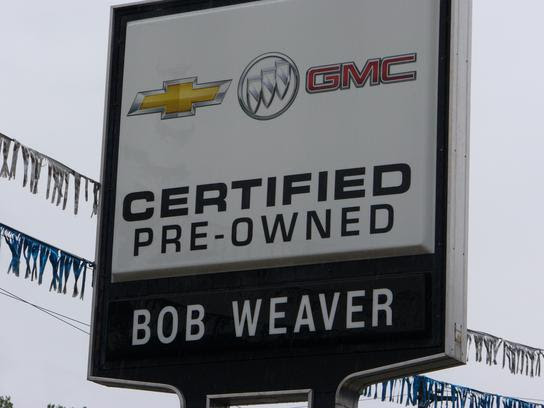 GMC
CERTIFIED
PRE-OWNED
BOB WEAVER